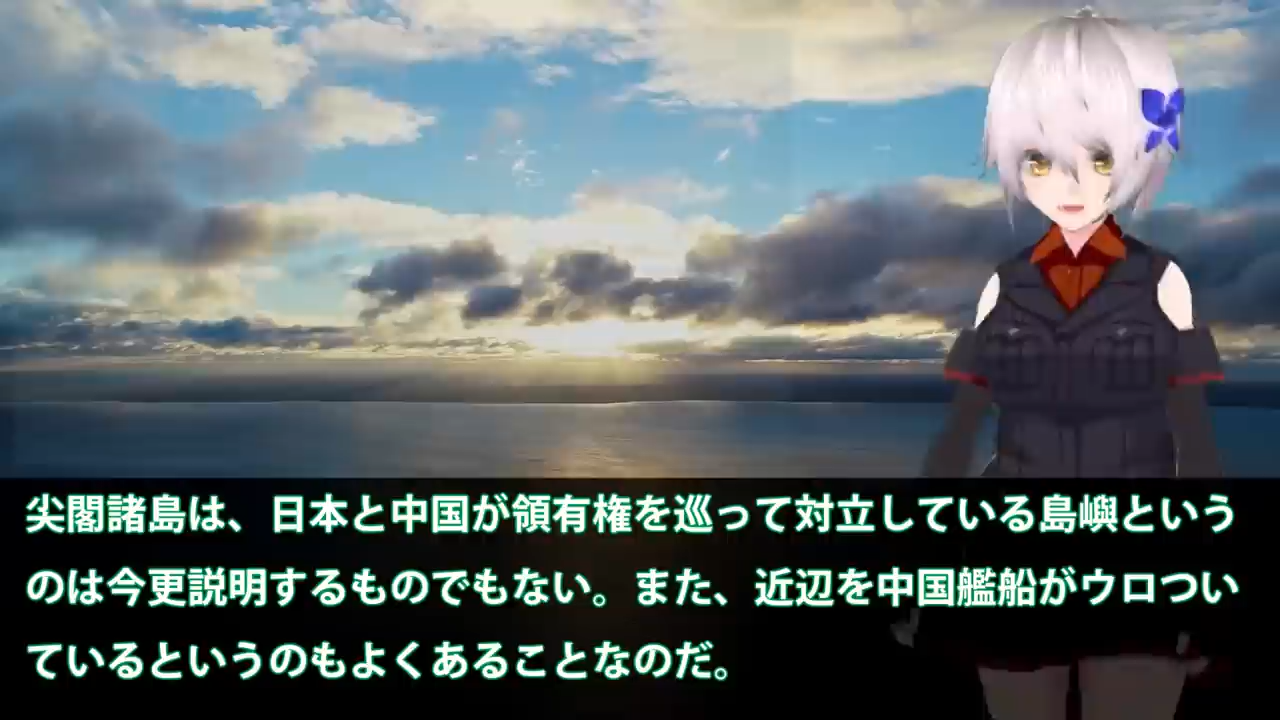 尖閣諸島は、日本と中国が領有権を巡って対立している島嶼という
のは今更説明するものでもない。また、近辺を中国艦船がウロつい
ているというのもよくあることなのだ。